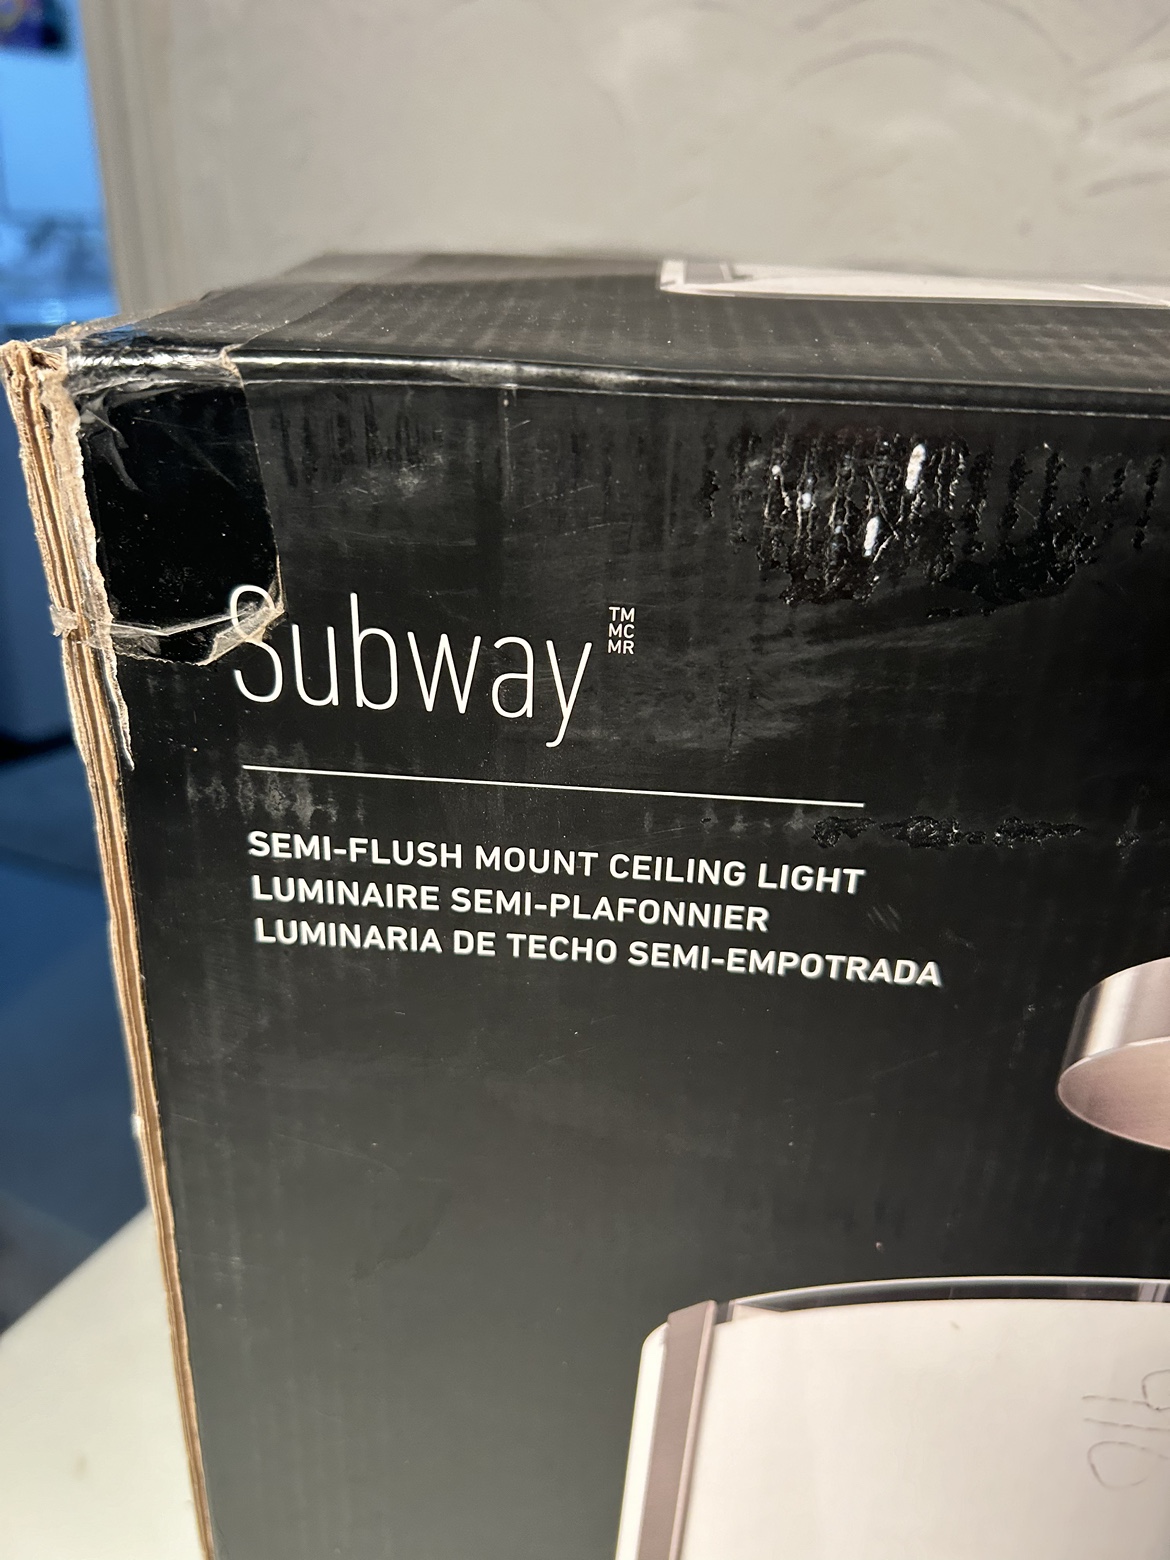 Subway
TM
MC
MR
SEMI-FLUSH MOUNT CEILING LIGHT
LUMINAIRE SEMI-PLAFONNIER
LUMINARIA DE TECHO SEMI-EMPOTRADA